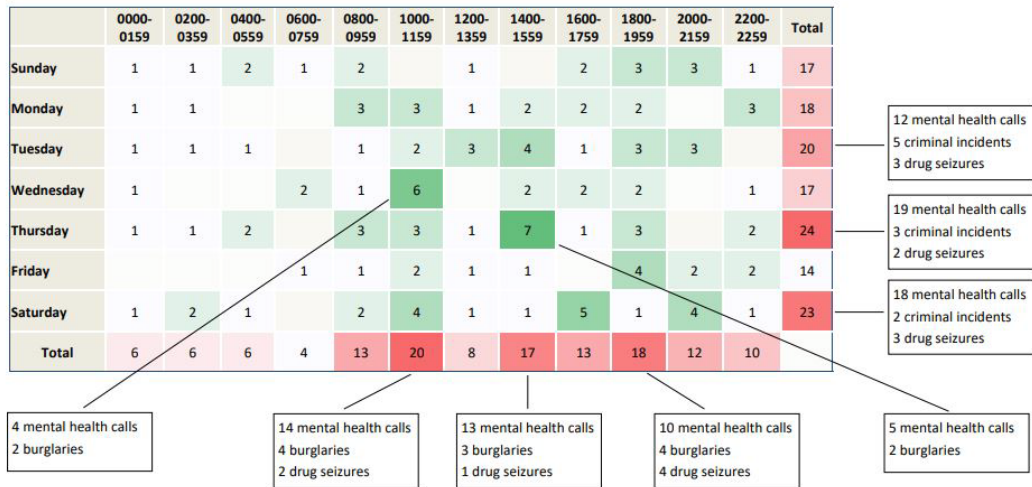 0000- 0200- 0400- 0600- 0800- 1000- 1200- 1400- 1600- 1800- 2000- 2200- Total
0159 0359 0559 0759 0959 1159 1359 1559 1759 1959 2159 2259
Sunday 1 1 2 1 2 1 2 3 3 1 17
Monday 1 1 3 3 1 2 2 2 3 18
Tuesday 1 1 1 1 2 3 4 1 3 3 20
Wednesday 1 2 1 6 2 2 2 1 17
Thursday 1 1 2 3 3 1 7 1 3 2 24
Friday 1 1 2 1 1 4 2 2 14
Saturday 1 2 1 2 4 1 1 5 1 4 1 23
Total 6 6 6 4 13 20 8 17 13 18 12 10
12 mental health calls
5 criminal incidents
3 drug seizures
19 mental health calls
3 criminal incidents
2 drug seizures
18 mental health calls
2 criminal incidents
3 drug seizures
4 mental health calls
2 burglaries
14 mental health calls
4 burglaries
2 drug seizures
13 mental health calls
3 burglaries
1 drug seizures
10 mental health calls
4 burglaries
4 drug seizures
5 mental health calls
2 burglaries